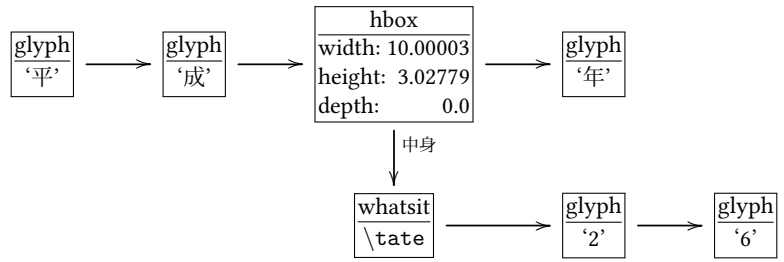 glyph
‘平’
glyph
‘成’
hbox
width: 10.00003
height: 3.02779
depth: 0.0
glyph
‘年’
中身
whatsit
\tate
glyph
‘2’
glyph
‘6’